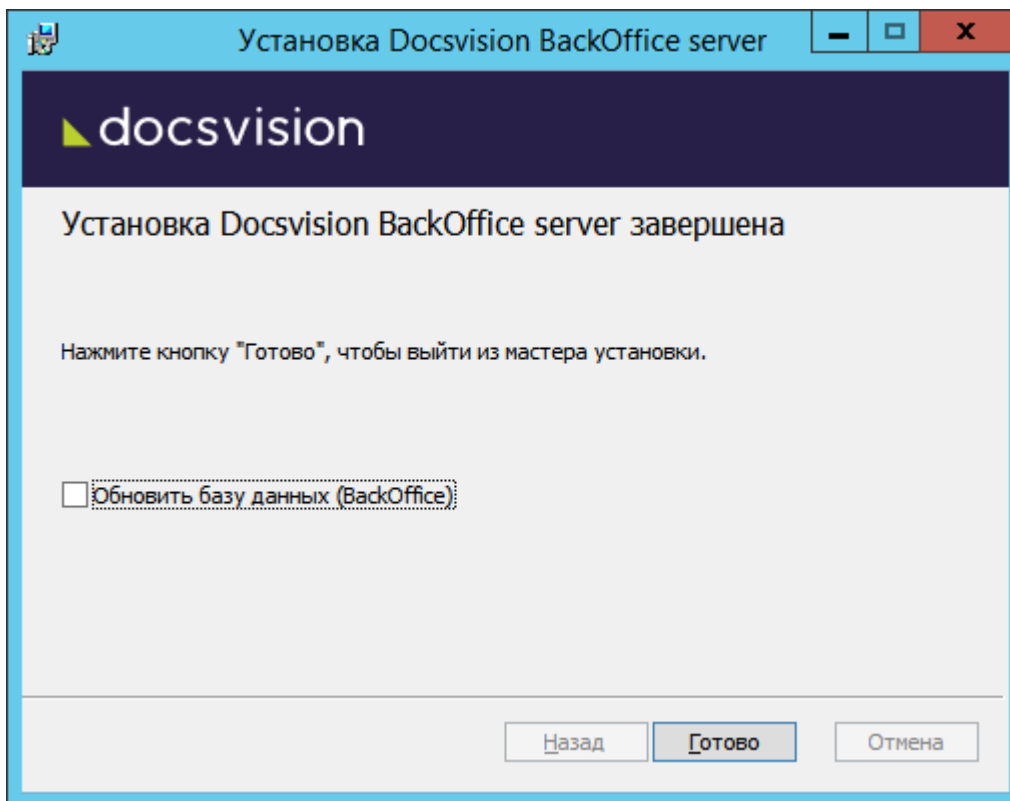 Установка Docsvision BackOffice server
docsvision
Установка Docsvision BackOffice server завершена
Нажмите кнопку "Готово", чтобы выйти из мастера установки.
Обновить базу данных (BackOffice)
Назад Готово Отмена